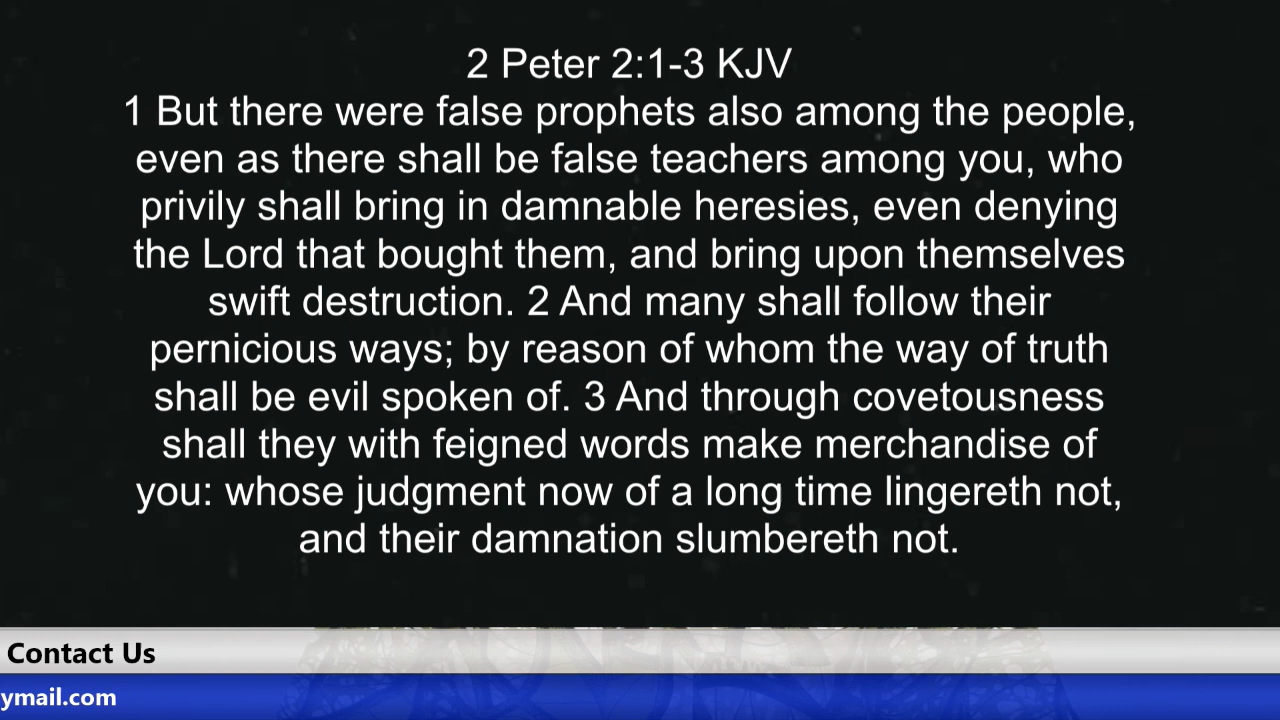 2 Peter 2:1-3 KJV
1 But there were false prophets also among the people,
even as there shall be false teachers among you, who
privily shall bring in damnable heresies, even denying
the Lord that bought them, and bring upon themselves
swift destruction. 2 And many shall follow their
pernicious ways; by reason of whom the way of truth
shall be evil spoken of. 3 And through covetousness
shall they with feigned words make merchandise of
you: whose judgment now of a long time lingereth not,
and their damnation slumbereth not.
Contact Us
ymail.com